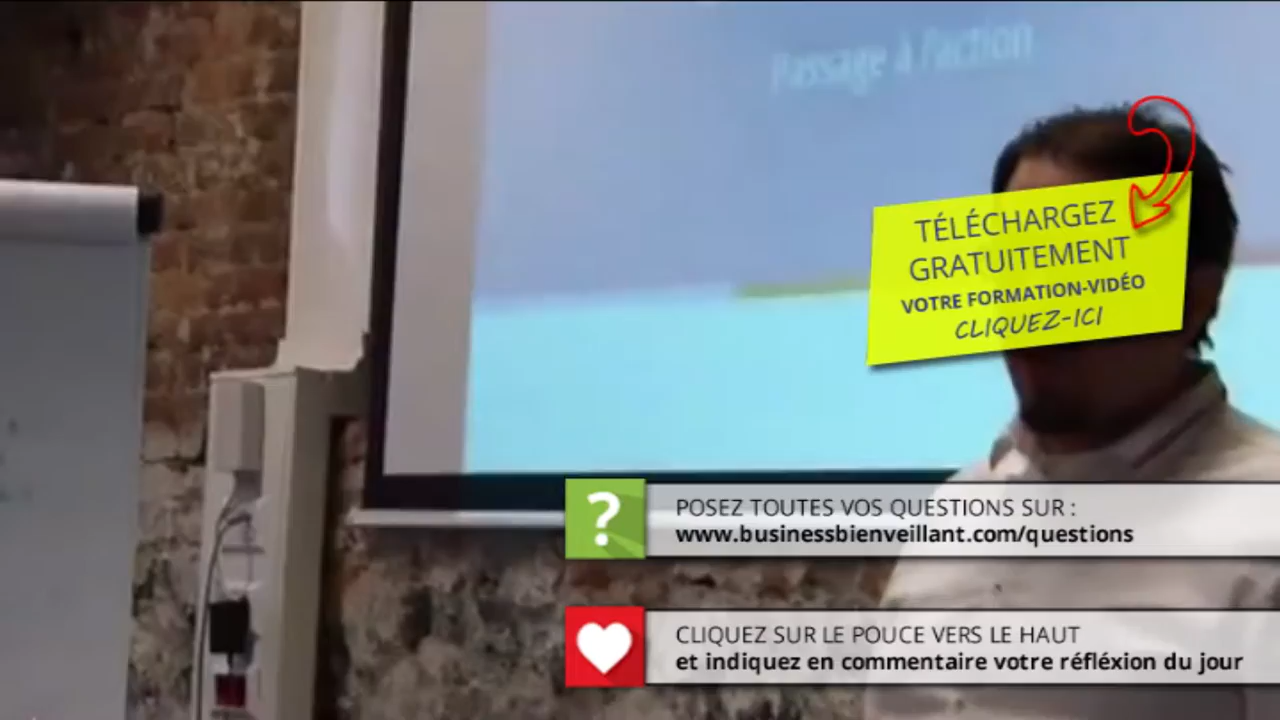 Passage à l'action
TÉLÉCHARGEZ
GRATUITEMENT
VOTRE FORMATION-VIDÉO
CLIQUEZ-ICI
?
POSEZ TOUTES VOS QUESTIONS SUR :
www.businessbienveillant.com/questions
CLIQUEZ SUR LE POUCE VERS LE HAUT
et indiquez en commentaire votre réfléxion du jour